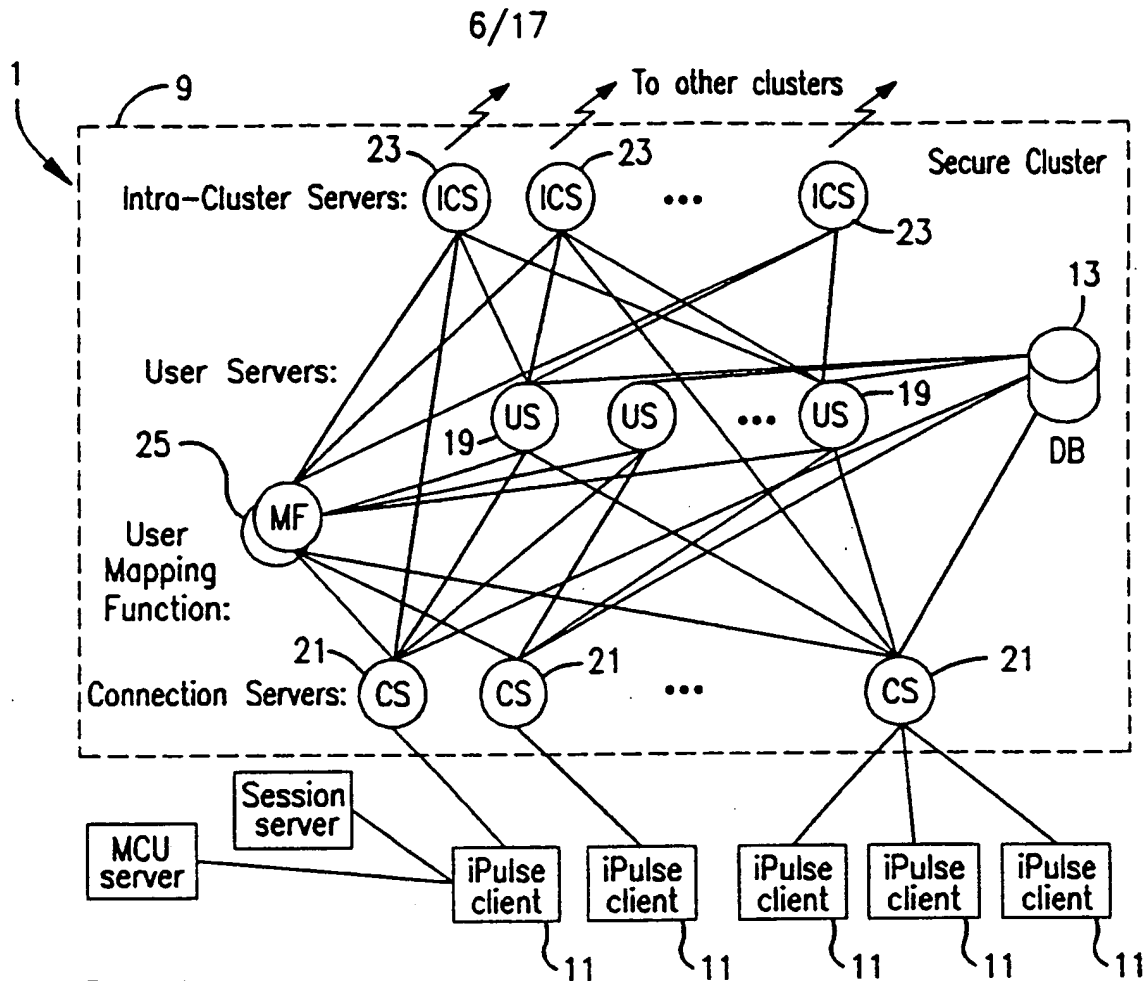 6/17
1
9
To other clusters
23
23
Secure Cluster
Intra-Cluster Servers:
ICS
ICS
•••
ICS
23
13
User Servers:
US
US
•••
US
19
19
DB
25
MF
User
Mapping
Function:
21
21
21
Connection Servers:
CS
CS
•••
CS
Session
server
MCU
server
iPulse
client
iPulse
client
iPulse
client
iPulse
client
iPulse
client
11
11
11
11
11